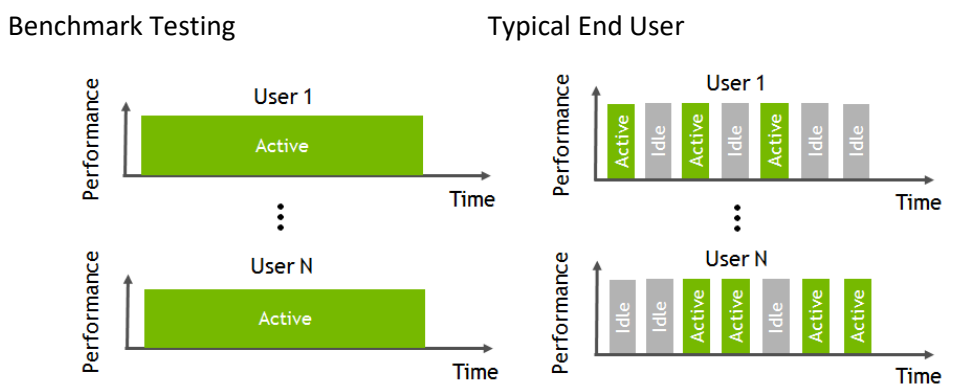 Benchmark Testing
Typical End User
User 1
Performance
Active
Time
User N
Performance
Active
Time
User 1
Performance
Active
Idle
Active
Idle
Active
Idle
Idle
Time
User N
Performance
Idle
Idle
Active
Active
Idle
Active
Active
Time